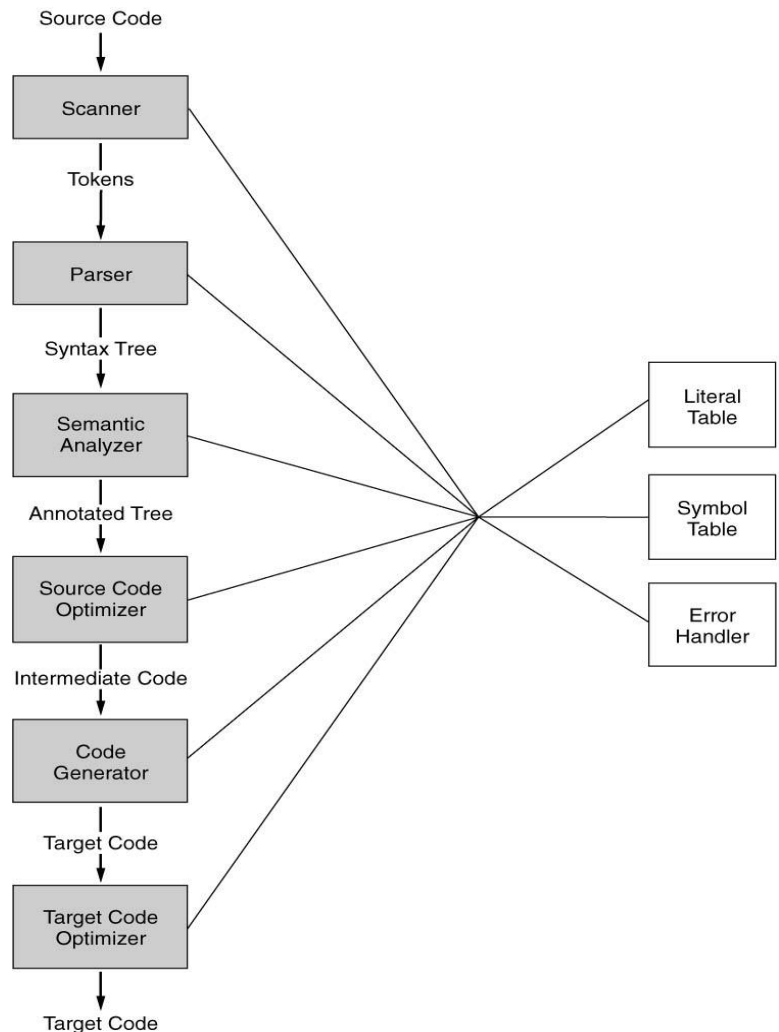 Source Code
Scanner
Tokens
Parser
Syntax Tree
Semantic
Analyzer
Annotated Tree
Source Code
Optimizer
Intermediate Code
Code
Generator
Target Code
Target Code
Optimizer
Target Code
Literal
Table
Symbol
Table
Error
Handler